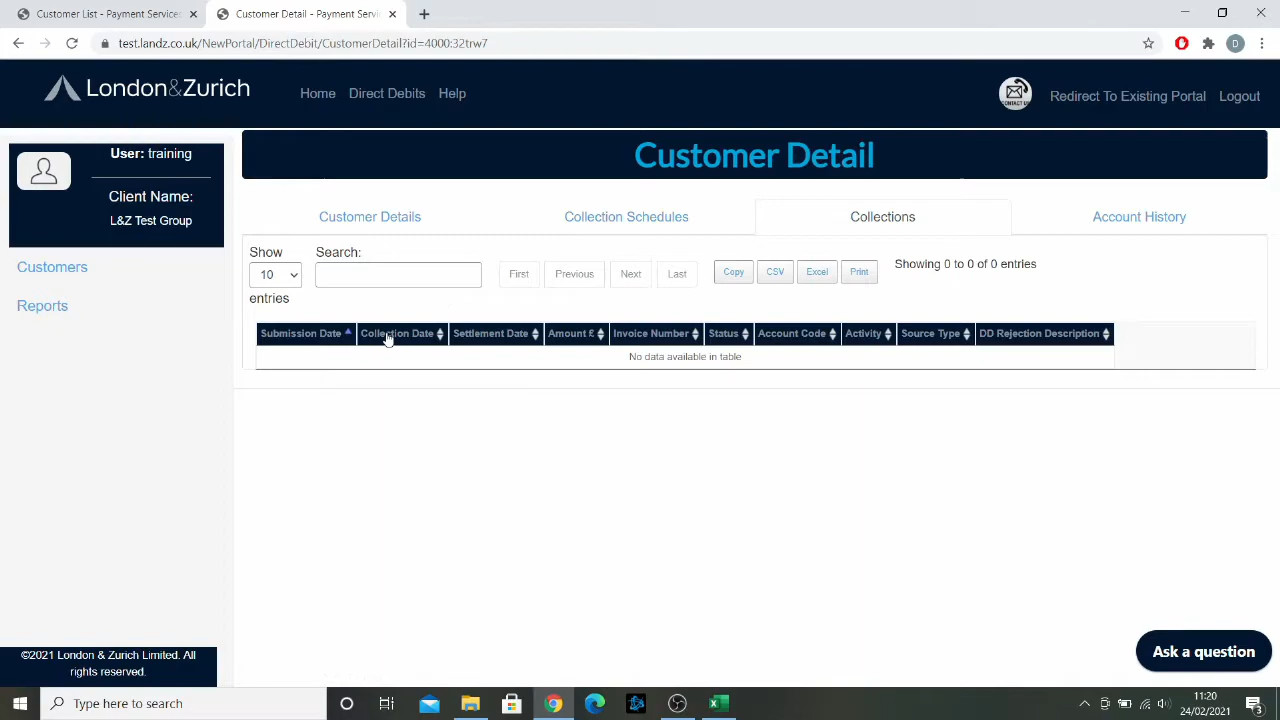 Customer List - Payment Services
Customer Detail - Payment Servi
test.landz.co.uk/NewPortal/DirectDebit/CustomerDetail?id=4000:32trw7
D
London&Zurich
Home
Direct Debits
Help
CONTACT US
Redirect To Existing Portal
Logout
User: training
Client Name:
L&Z Test Group
Customers
Reports
Customer Detail
Customer Details
Collection Schedules
Collections
Account History
Show
10
entries
Search:
First
Previous
Next
Last
Copy
CSV
Excel
Print
Showing 0 to 0 of 0 entries
Submission Date
Collection Date
Settlement Date
Amount £
Invoice Number
Status
Account Code
Activity
Source Type
DD Rejection Description
No data available in table
Ask a question
©2021 London & Zurich Limited. All
rights reserved.
Type here to search
11:20
24/02/2021
3